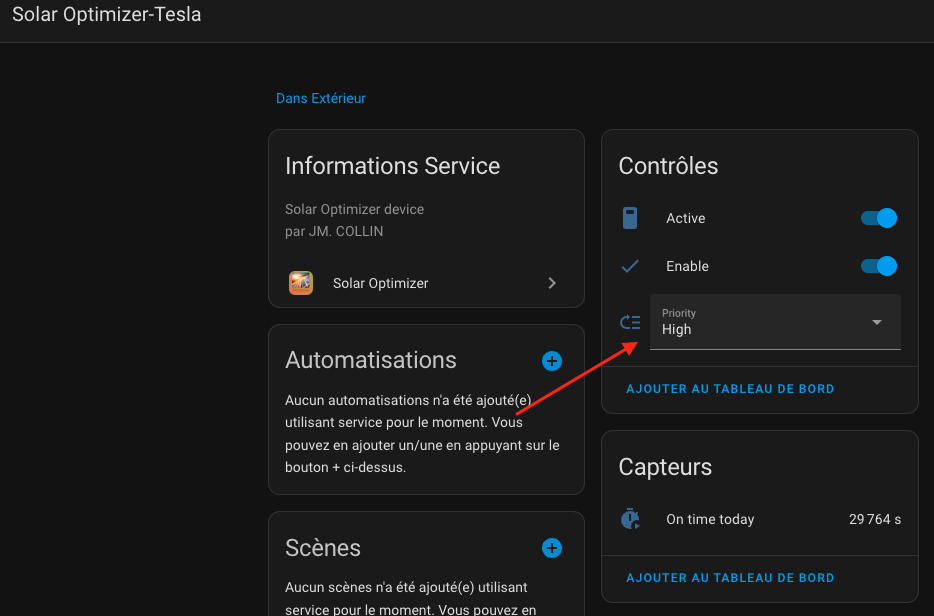 Solar Optimizer-Tesla
Dans Extérieur
Informations Service
Solar Optimizer device
par JM. COLLIN
Solar Optimizer
Automatisations
Aucun automatisations n'a été ajouté(e)
utilisant service pour le moment. Vous
pouvez en ajouter un/une en appuyant sur le
bouton + ci-dessus.
Scènes
Aucun scènes n'a été ajouté(e) utilisant
service pour le moment. Vous pouvez en
Contrôles
Active
Enable
Priority
High
AJOUTER AU TABLEAU DE BORD
Capteurs
On time today
29 764 s
AJOUTER AU TABLEAU DE BORD